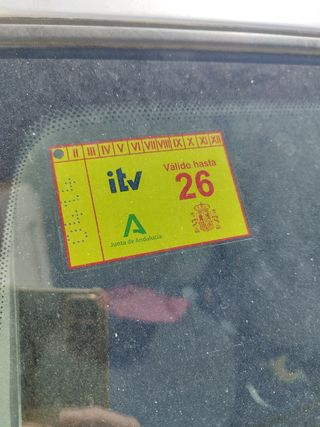 II III IV V VI VII VIII IX X XI XII
itv
Válido hasta
26
Junta de Andalucía